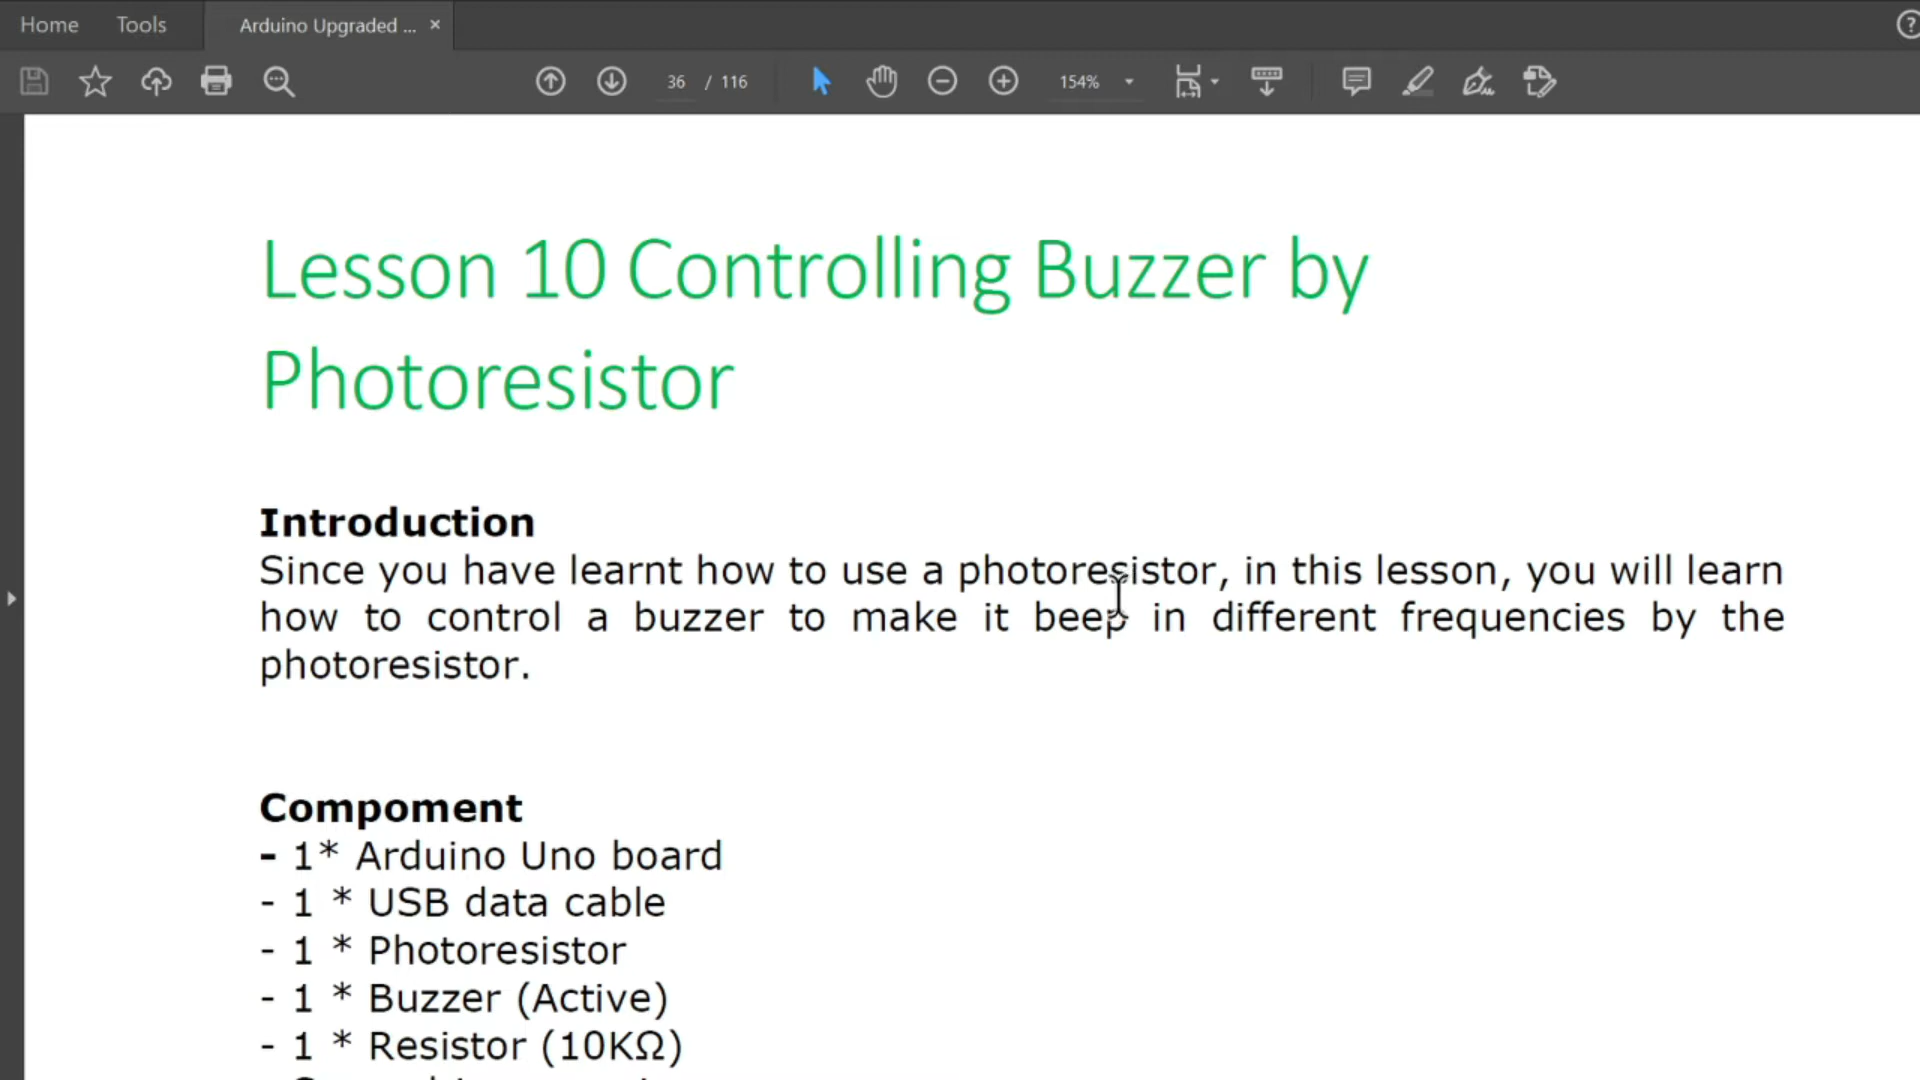 Home Tools Arduino Upgraded ... ×
36 / 116 154%
Lesson 10 Controlling Buzzer by
Photoresistor
Introduction
Since you have learnt how to use a photoresistor, in this lesson, you will learn
how to control a buzzer to make it beep in different frequencies by the
photoresistor.
Compoment
- 1* Arduino Uno board
- 1 * USB data cable
- 1 * Photoresistor
- 1 * Buzzer (Active)
- 1 * Resistor (10KΩ)